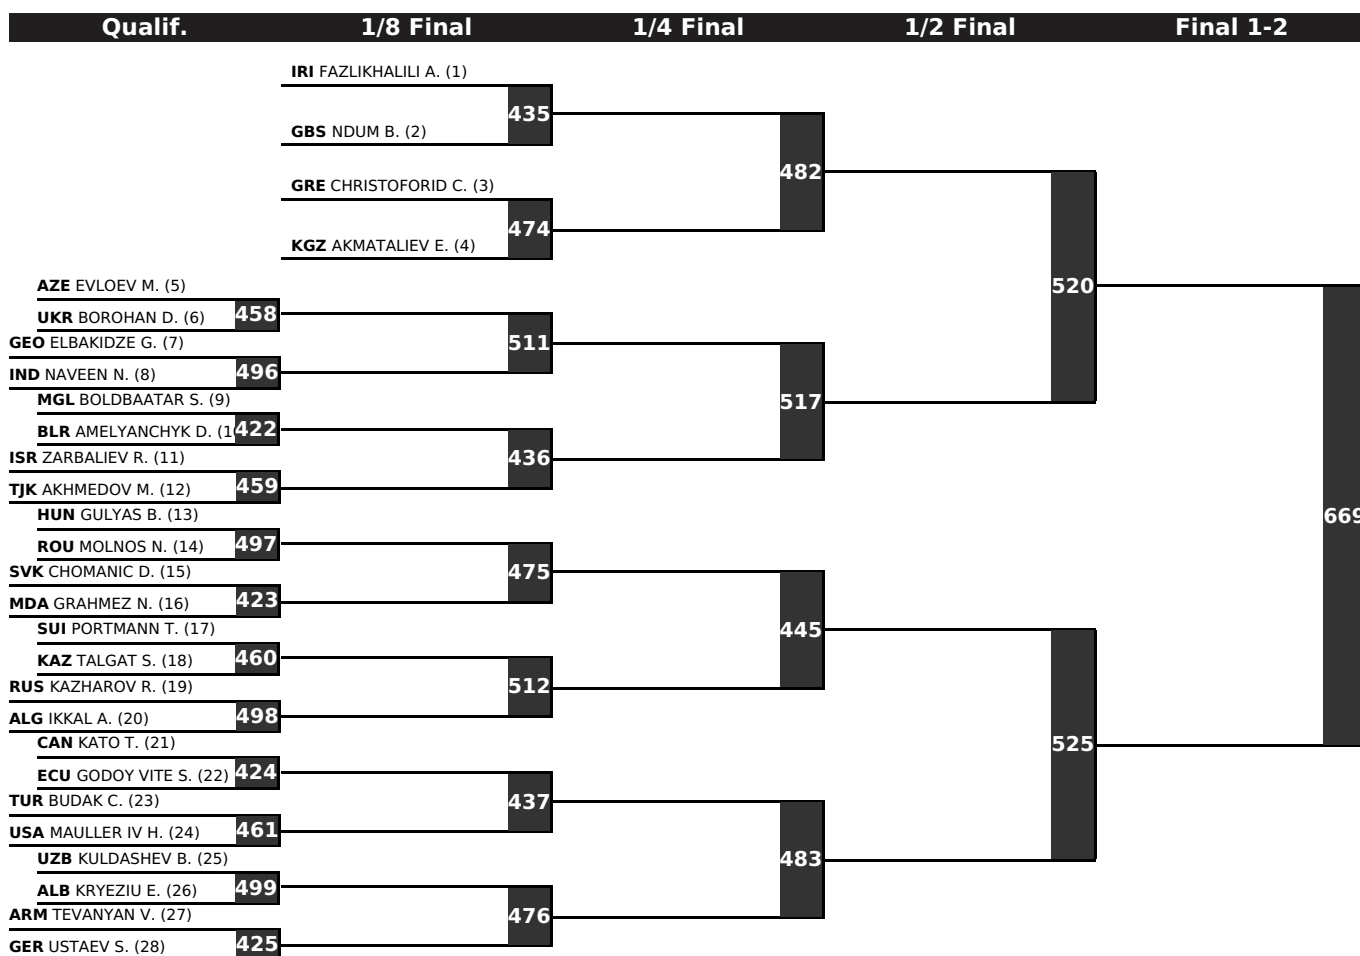 Qualif. 1/8 Final 1/4 Final 1/2 Final Final 1-2
IRI FAZLIKHALILI A. (1)
435
GBS NDUM B. (2)
482
GRE CHRISTOFORID C. (3)
474
KGZ AKMATALIEV E. (4)
520
AZE EVLOEV M. (5)
458
UKR BOROHAN D. (6)
511
GEO ELBAKIDZE G. (7)
496
IND NAVEEN N. (8)
517
MGL BOLDBAATAR S. (9)
422
BLR AMELYANCHYK D. (1
436
ISR ZARBALIEV R. (11)
459
TJK AKHMEDOV M. (12)
669
HUN GULYAS B. (13)
497
ROU MOLNOS N. (14)
475
SVK CHOMANIC D. (15)
423
MDA GRAHMEZ N. (16)
445
SUI PORTMANN T. (17)
460
KAZ TALGAT S. (18)
512
RUS KAZHAROV R. (19)
498
ALG IKKAL A. (20)
525
CAN KATO T. (21)
424
ECU GODOY VITE S. (22)
437
TUR BUDAK C. (23)
461
USA MAULLER IV H. (24)
483
UZB KULDASHEV B. (25)
499
ALB KRYEZIU E. (26)
476
ARM TEVANYAN V. (27)
425
GER USTAEV S. (28)